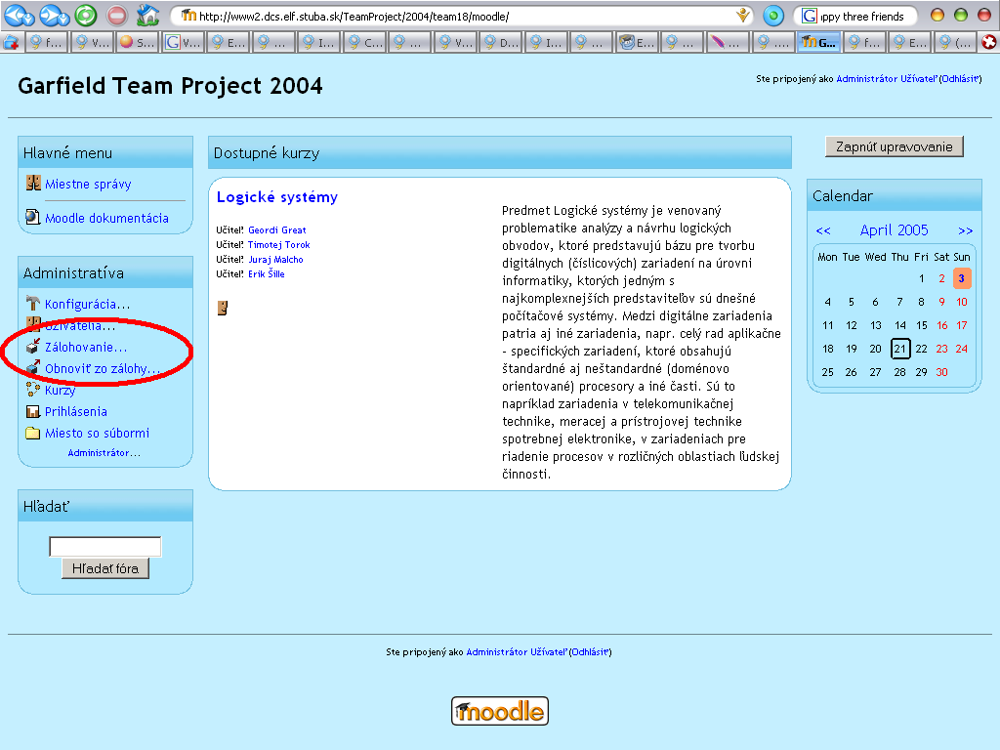 http://www2.dcs.elf.stuba.sk/TeamProject/2004/team18/moodle/
ippy three friends
f...
V...
S...
V...
E...
...
I...
C...
...
V...
D...
I...
...
E...
...
...
...
G...
f...
E...
(...
Garfield Team Project 2004
Ste pripojený ako Administrátor Užívateľ (Odhlásiť)
Hlavné menu
Miestne správy
Moodle dokumentácia
Administratíva
Konfigurácia...
Užívatelia...
Zálohovanie...
Obnoviť zo zálohy...
Kurzy
Prihlásenia
Miesto so súbormi
Administrátor...
Hľadať
Hľadať fóra
Dostupné kurzy
Logické systémy
Učiteľ: Geordi Great
Učiteľ: Timotej Torok
Učiteľ: Juraj Malcho
Učiteľ: Erik Šille
Predmet Logické systémy je venovaný
problematike analýzy a návrhu logických
obvodov, ktoré predstavujú bázu pre tvorbu
digitálnych (číslicových) zariadení na úrovni
informatiky, ktorých jedným s
najkomplexnejších predstaviteľov sú dnešné
počítačové systémy. Medzi digitálne zariadenia
patria aj iné zariadenia, napr. celý rad aplikačne
- specifických zariadení, ktoré obsahujú
štandardné aj neštandardné (doménovo
orientované) procesory a iné časti. Sú to
napríklad zariadenia v telekomunikačnej
technike, meracej a prístrojovej technike
spotrebnej elektronike, v zariadeniach pre
riadenie procesov v rozličných oblastiach ľudskej
činnosti.
Zapnúť upravovanie
Calendar
<< April 2005 >>
Mon Tue Wed Thu Fri Sat Sun
1 2 3
4 5 6 7 8 9 10
11 12 13 14 15 16 17
18 19 20 21 22 23 24
25 26 27 28 29 30
Ste pripojený ako Administrátor Užívateľ (Odhlásiť)
moodle